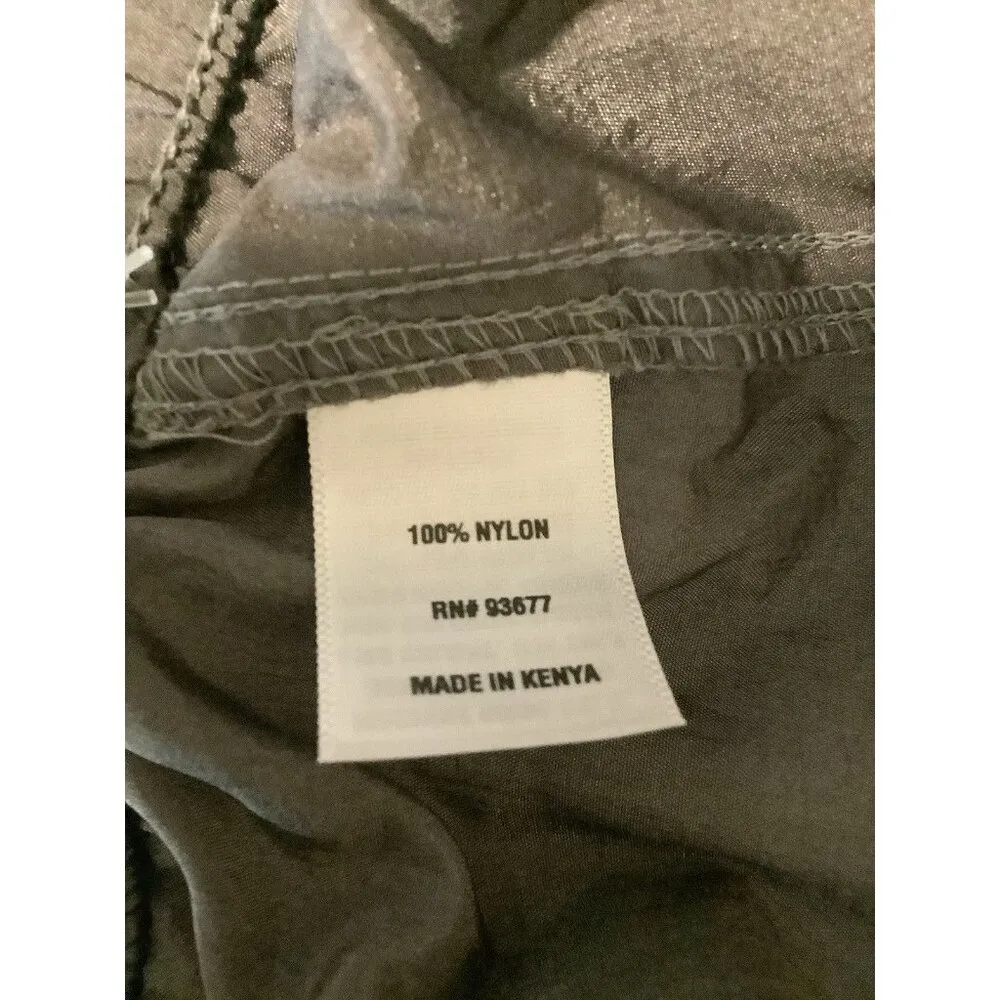 100% NYLON
RN# 93677
MADE IN KENYA